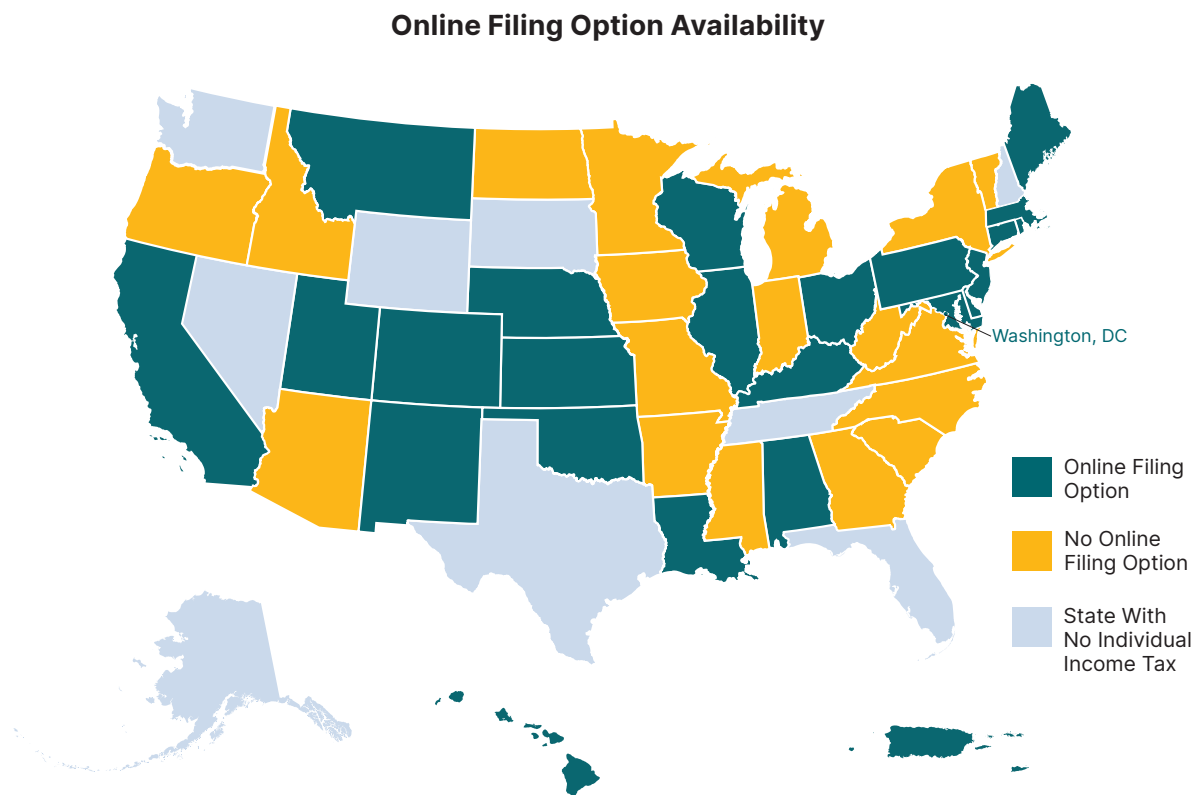 Online Filing Option Availability
Washington, DC
Online Filing
Option
No Online
Filing Option
State With
No Individual
Income Tax